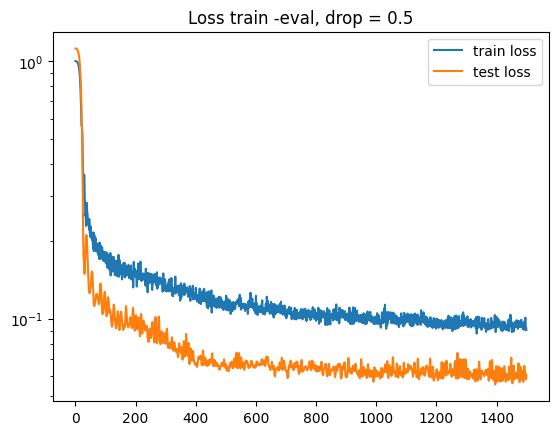 Loss train -eval, drop = 0.5
train loss
test loss
10⁰
10⁻¹
0 200 400 600 800 1000 1200 1400